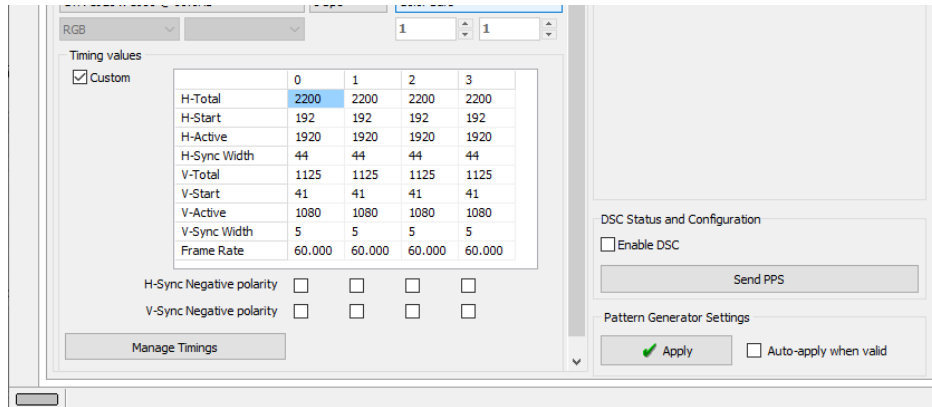 RGB
1
1
Timing values
Custom
0 1 2 3
H-Total 2200 2200 2200 2200
H-Start 192 192 192 192
H-Active 1920 1920 1920 1920
H-Sync Width 44 44 44 44
V-Total 1125 1125 1125 1125
V-Start 41 41 41 41
V-Active 1080 1080 1080 1080
V-Sync Width 5 5 5 5
Frame Rate 60.000 60.000 60.000 60.000
H-Sync Negative polarity
V-Sync Negative polarity
Manage Timings
DSC Status and Configuration
Enable DSC
Send PPS
Pattern Generator Settings
Apply
Auto-apply when valid